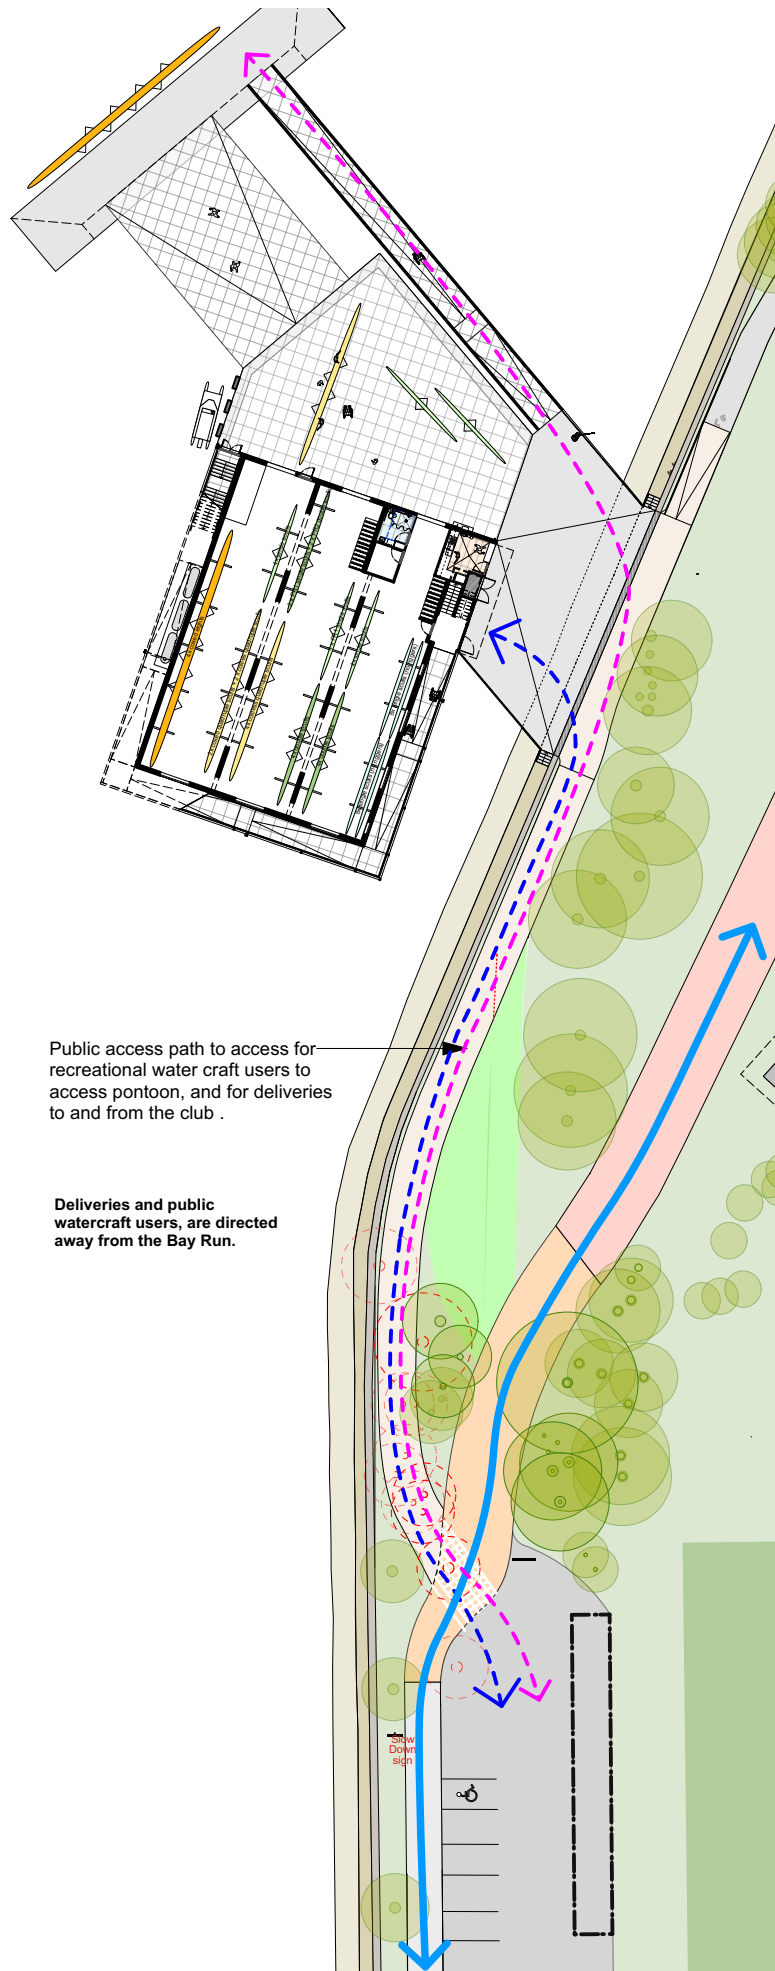 Public access path to access for
recreational water craft users to
access pontoon, and for deliveries
to and from the club .
Deliveries and public
watercraft users, are directed
away from the Bay Run.
Slow
Down
sign